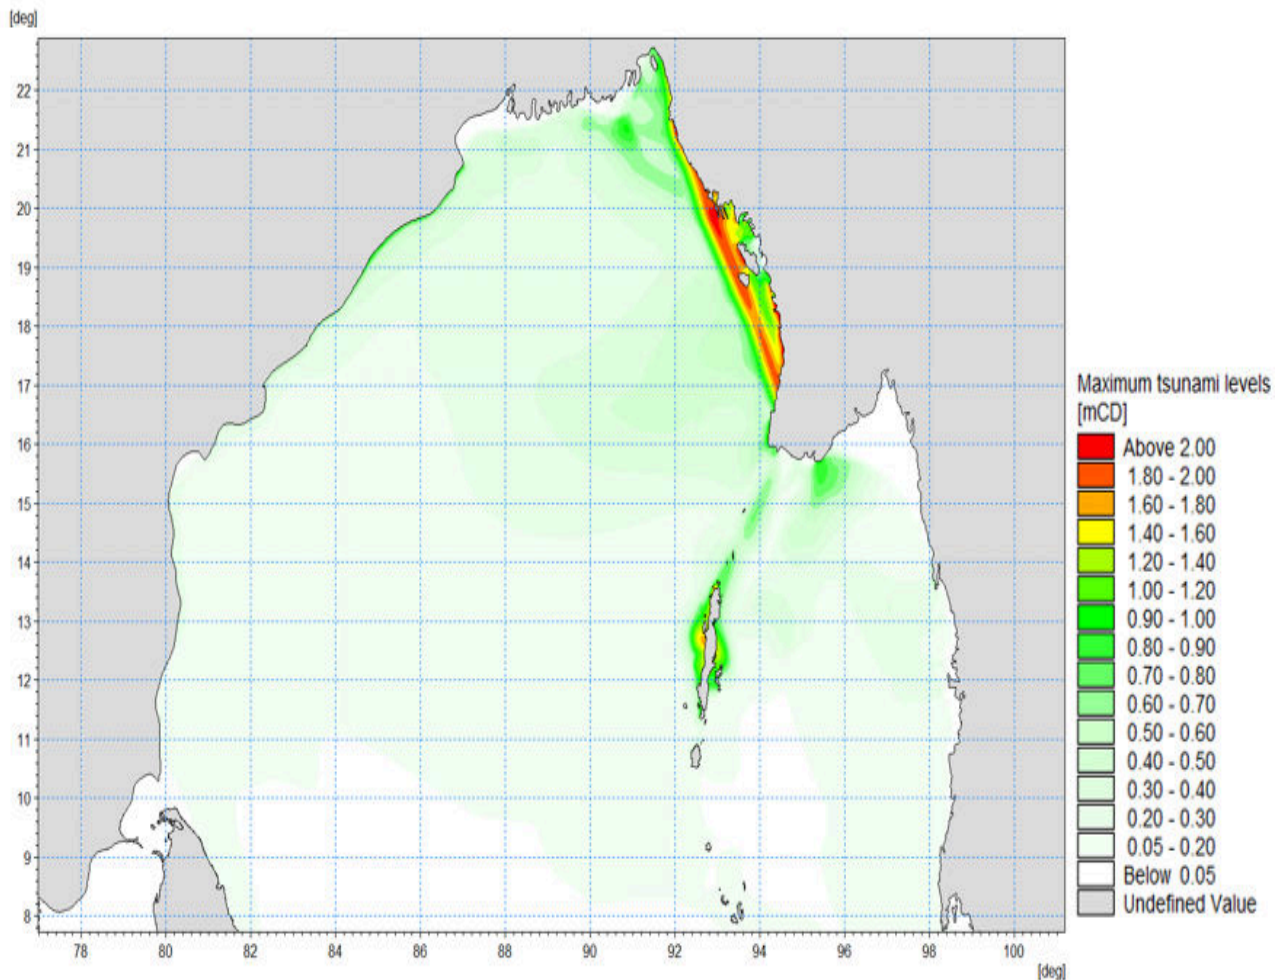 [deg]
22
21
20
19
18
17
16
15
14
13
12
11
10
9
8
78 80 82 84 86 88 90 92 94 96 98 100
[deg]
Maximum tsunami levels
[mCD]
Above 2.00
1.80 - 2.00
1.60 - 1.80
1.40 - 1.60
1.20 - 1.40
1.00 - 1.20
0.90 - 1.00
0.80 - 0.90
0.70 - 0.80
0.60 - 0.70
0.50 - 0.60
0.40 - 0.50
0.30 - 0.40
0.20 - 0.30
0.05 - 0.20
Below 0.05
Undefined Value